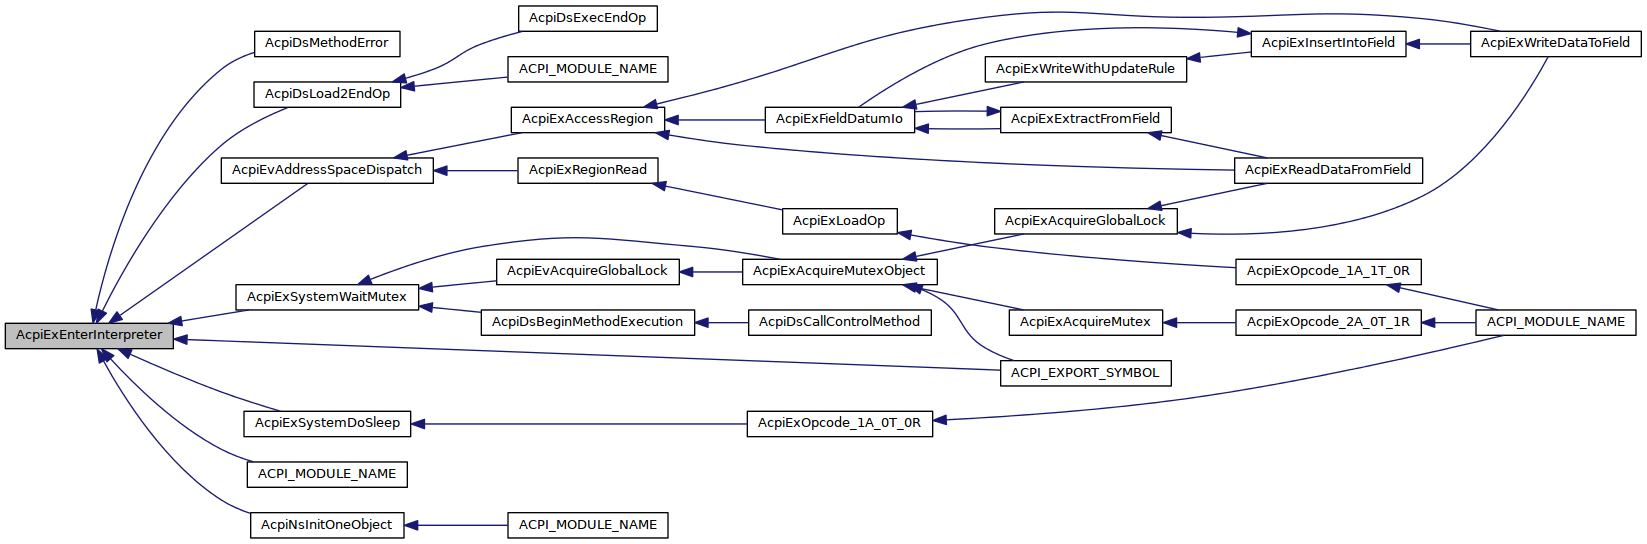 AcpiDsExecEndOp
AcpiDsMethodError
AcpiExInsertIntoField
AcpiExWriteDataToField
ACPI_MODULE_NAME
AcpiExWriteWithUpdateRule
AcpiDsLoad2EndOp
AcpiExAccessRegion
AcpiExFieldDatumIo
AcpiExExtractFromField
AcpiEvAddressSpaceDispatch
AcpiExRegionRead
AcpiExReadDataFromField
AcpiExLoadOp
AcpiExAcquireGlobalLock
AcpiEvAcquireGlobalLock
AcpiExAcquireMutexObject
AcpiExOpcode_1A_1T_0R
AcpiExSystemWaitMutex
AcpiDsBeginMethodExecution
AcpiDsCallControlMethod
AcpiExAcquireMutex
AcpiExOpcode_2A_0T_1R
ACPI_MODULE_NAME
AcpiExEnterInterpreter
ACPI_EXPORT_SYMBOL
AcpiExSystemDoSleep
AcpiExOpcode_1A_0T_0R
ACPI_MODULE_NAME
AcpiNsInitOneObject
ACPI_MODULE_NAME